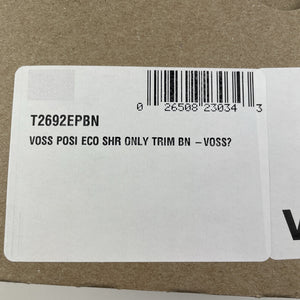 0 26508 23034 3
T2692EPBN
VOSS POSI ECO SHR ONLY TRIM BN –VOSS?
V